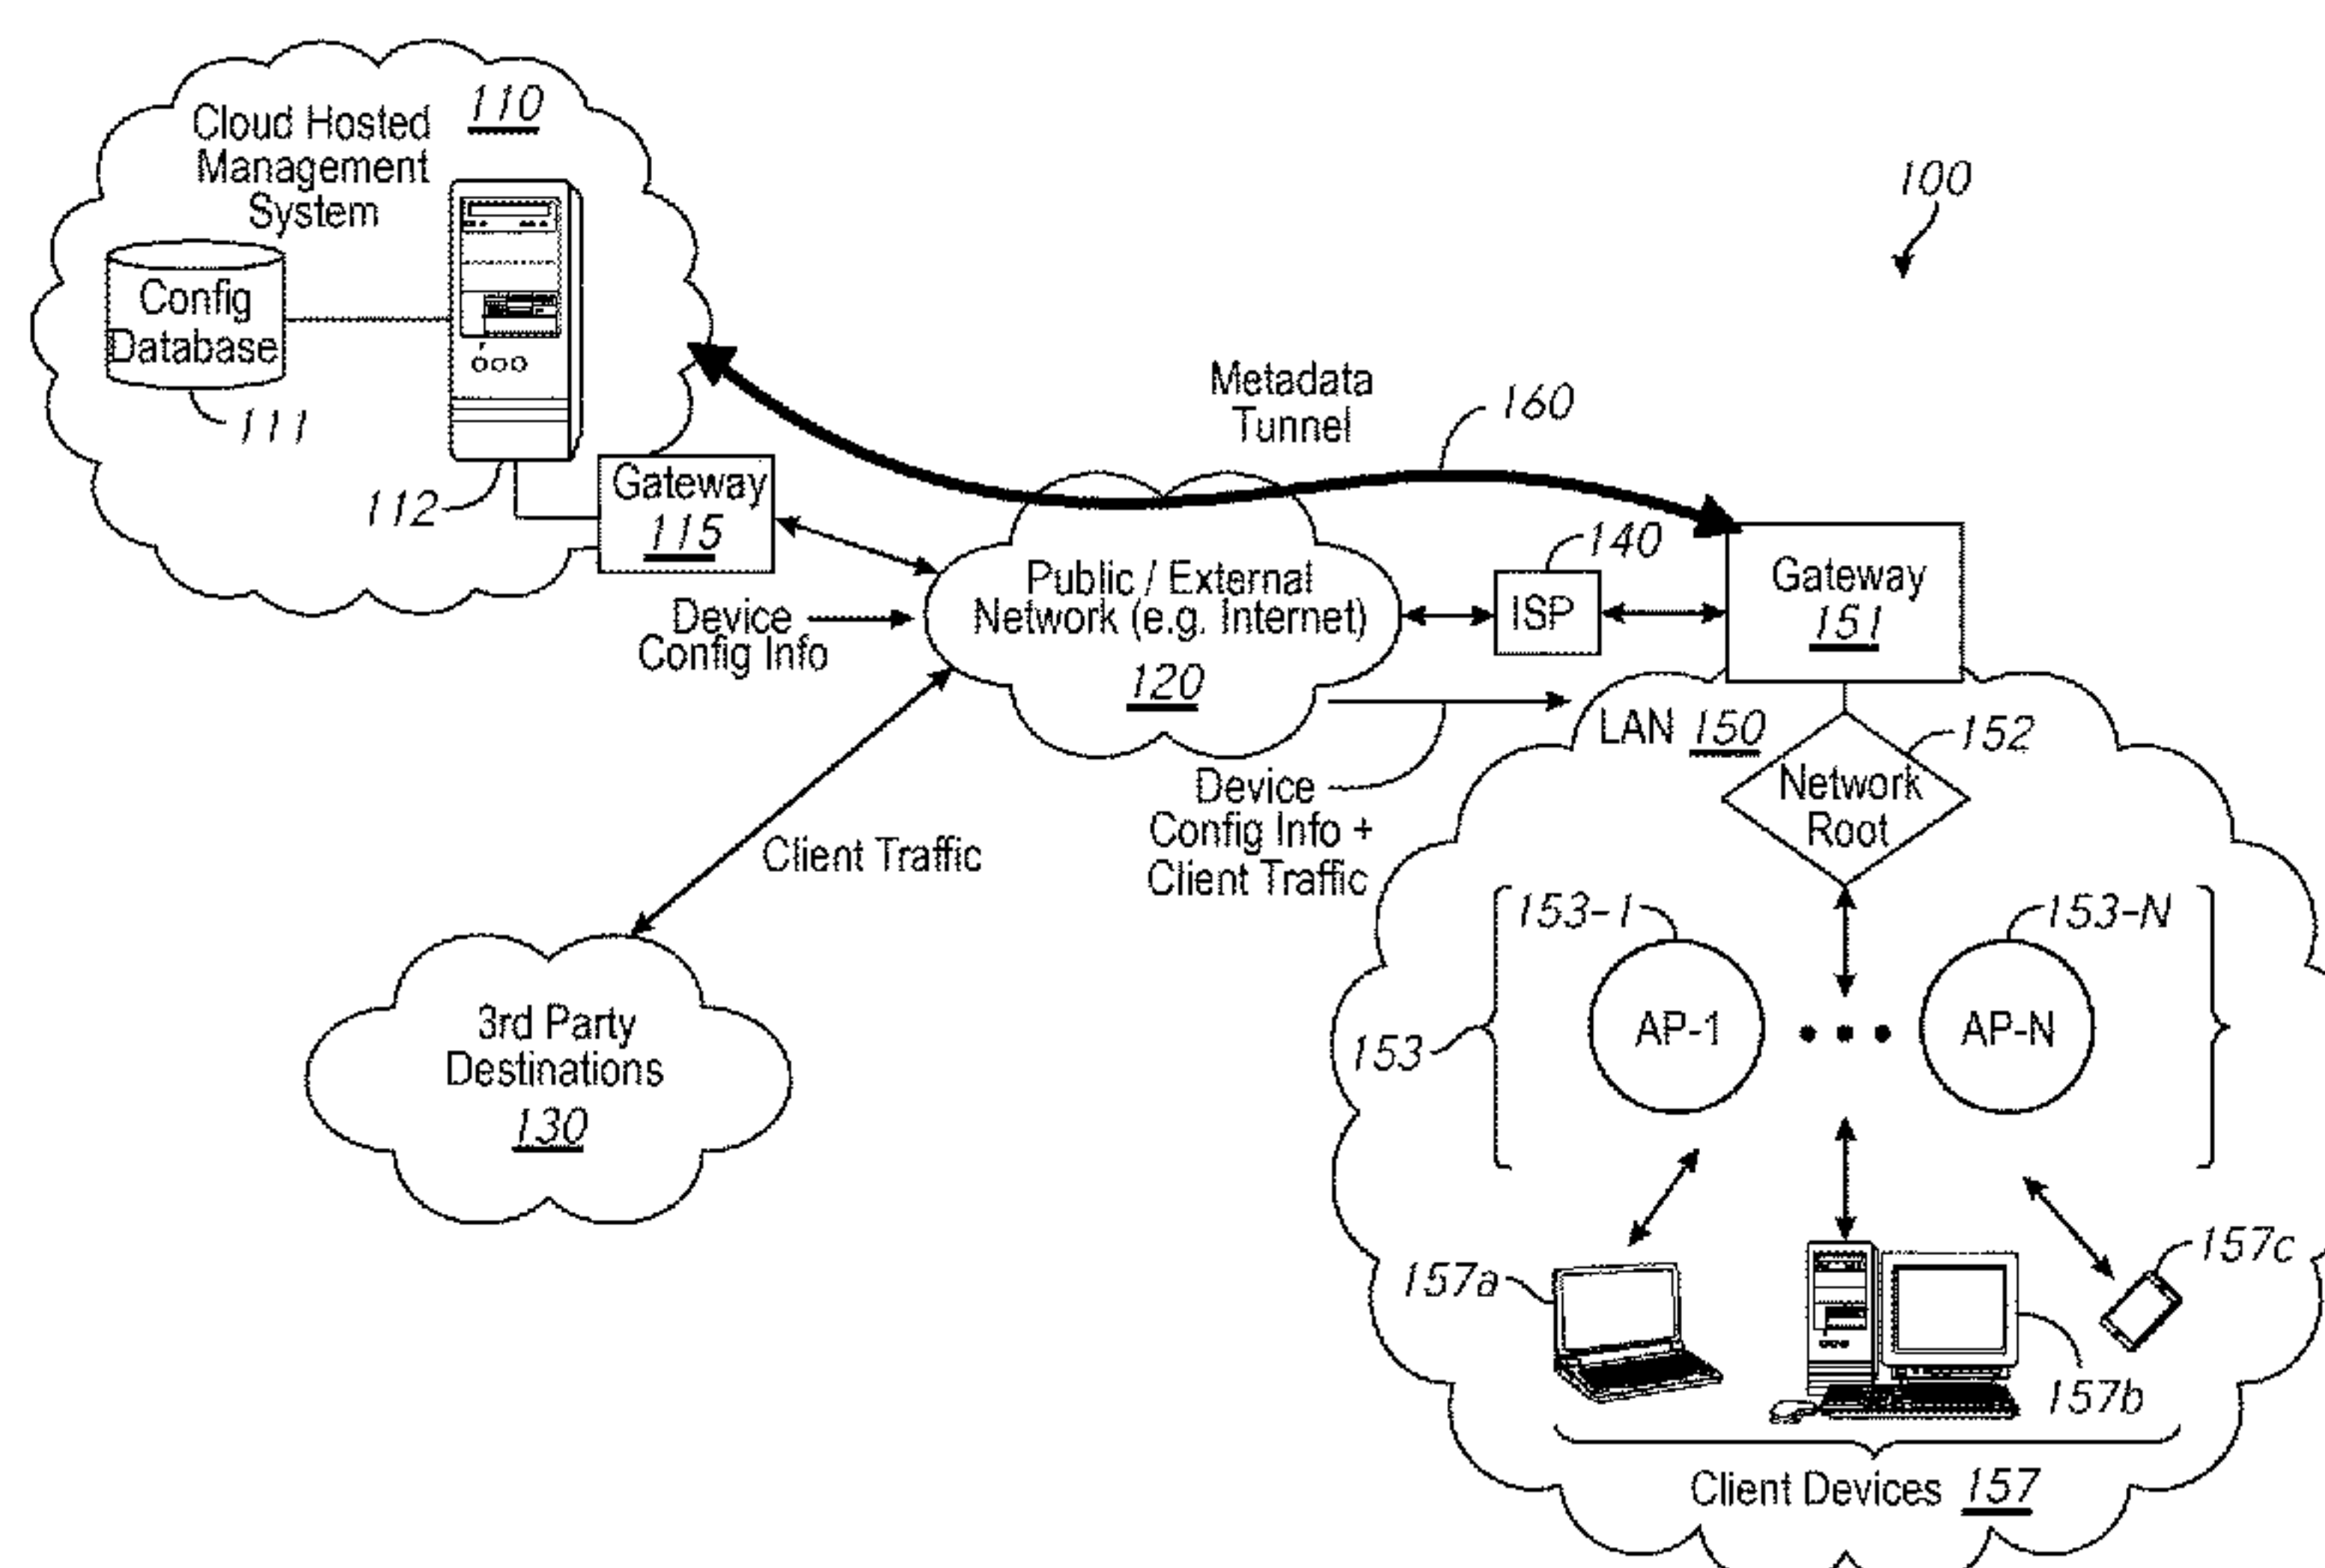 110
Cloud Hosted
Management
System
Config
Database
111
112
Gateway
115
100
Metadata
Tunnel
160
Public / External
Network (e.g. Internet)
120
Device
Config Info
140
ISP
Gateway
151
LAN 150
152
Network
Root
Device
Config Info +
Client Traffic
Client Traffic
3rd Party
Destinations
130
153
153-1
153-N
AP-1
AP-N
157a
157b
157c
Client Devices 157